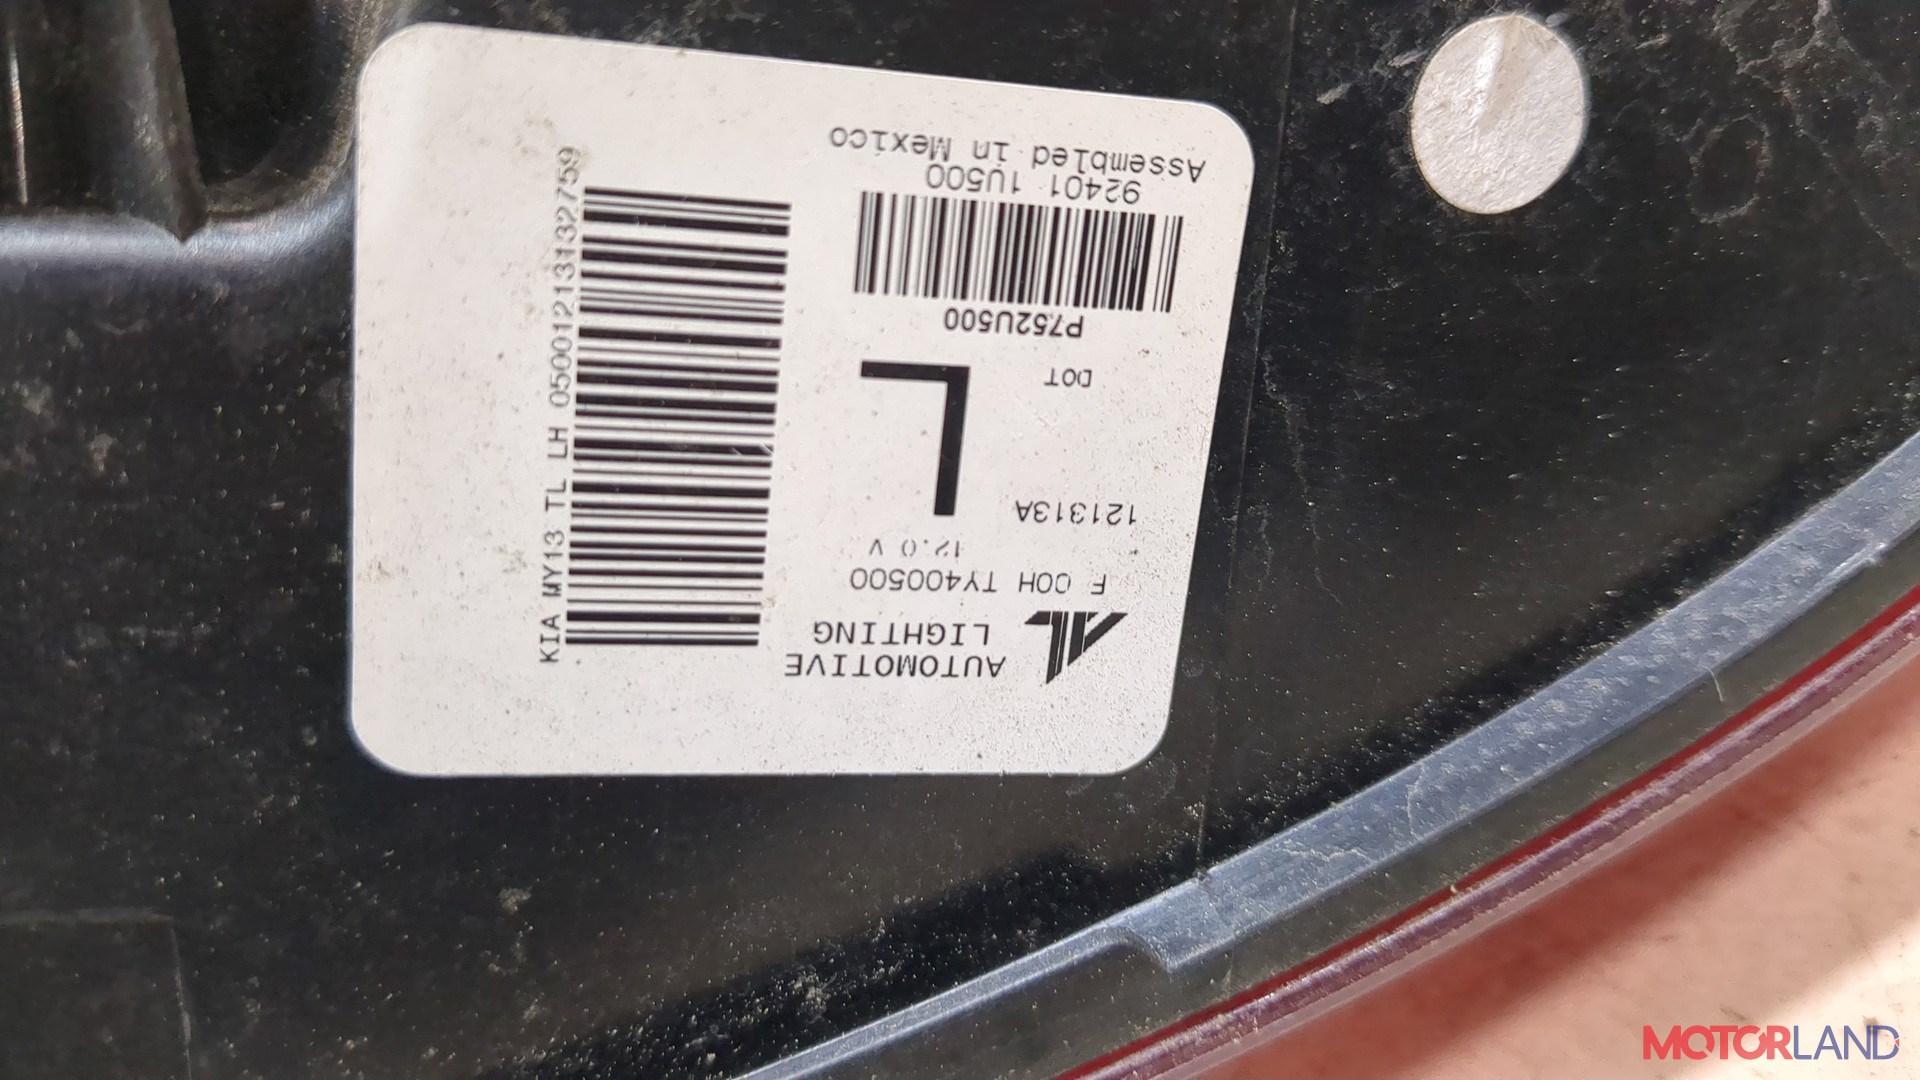 AUTOMOTIVE
LIGHTING
F 00H TY400500
12.0 V
121313A
L
DOT
P752U500
92401 1U500
Assembled in Mexico
KIA MY13 TL LH 0500121313132759
MOTORLAND